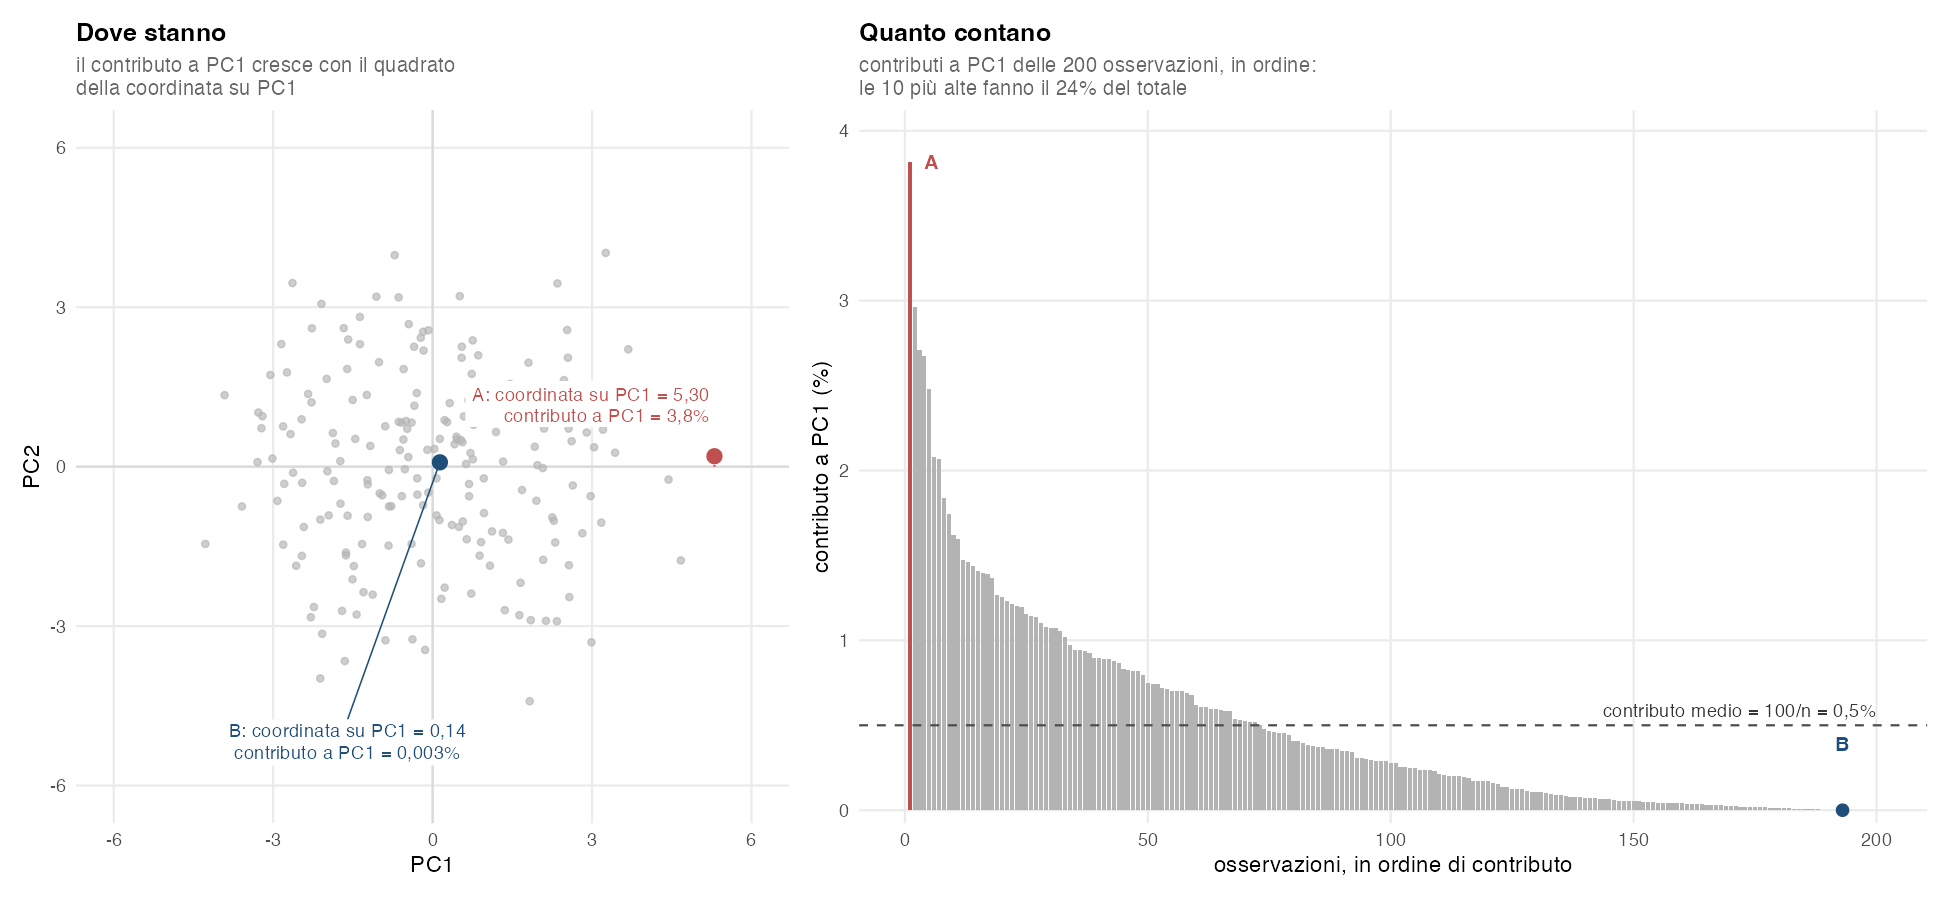 Dove stanno
il contributo a PC1 cresce con il quadrato
della coordinata su PC1
6
3
0
-3
-6
PC2
A: coordinata su PC1 = 5,30
contributo a PC1 = 3,8%
B: coordinata su PC1 = 0,14
contributo a PC1 = 0,003%
-6
-3
0
3
6
PC1
Quanto contano
contributi a PC1 delle 200 osservazioni, in ordine:
le 10 più alte fanno il 24% del totale
4
3
2
1
0
contributo a PC1 (%)
A
contributo medio = 100/n = 0,5%
B
0
50
100
150
200
osservazioni, in ordine di contributo